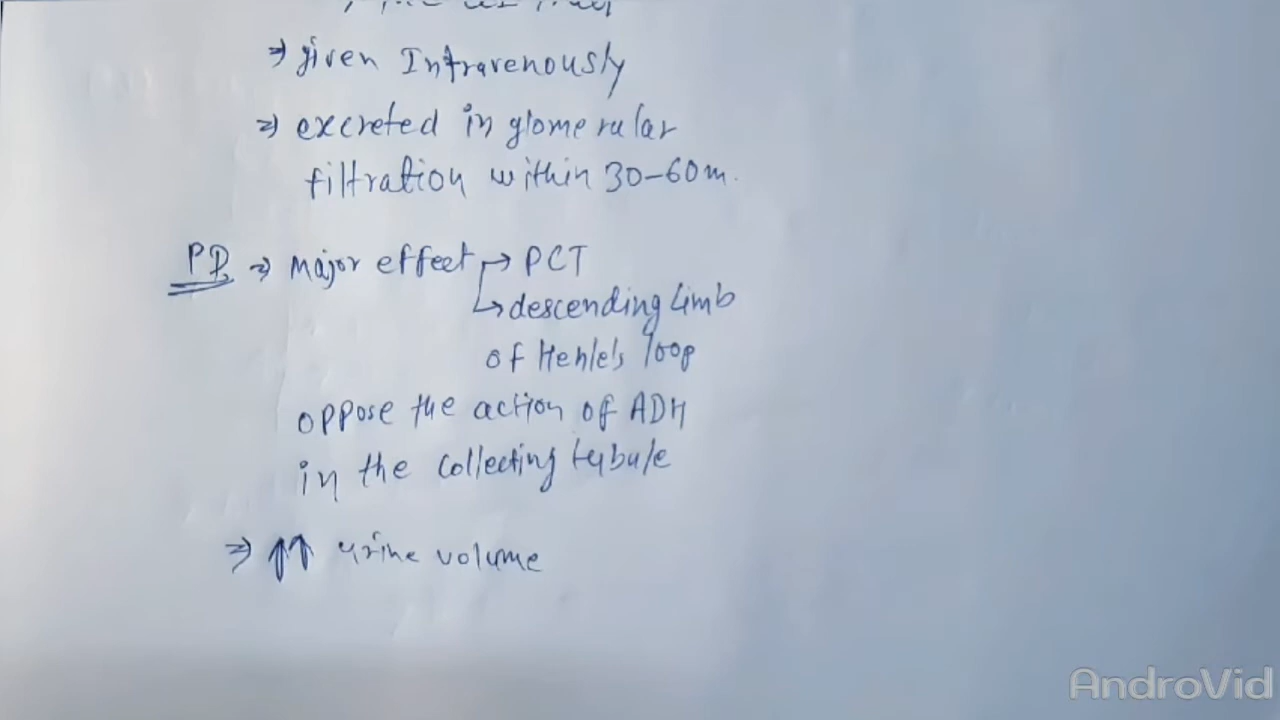 ⇒ given Intravenously
⇒ excreted in glomerular
filtration within 30-60m.
PD ⇒ Major effect → PCT
↳ descending limb
of Henle's loop
oppose the action of ADH
in the collecting tubule
⇒ ↑↑ urine volume
AndroVid